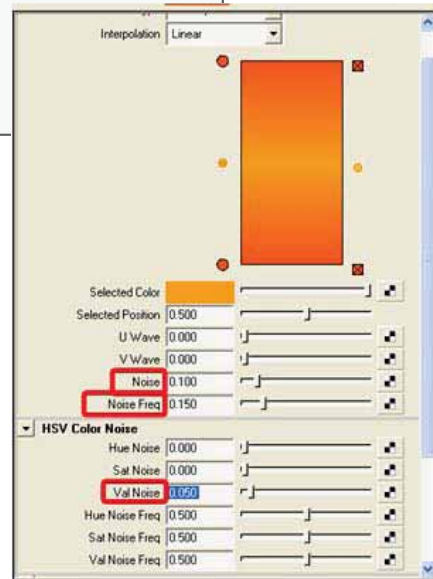 Interpolation Linear
Selected Color
Selected Position 0.500
U Wave 0.000
V Wave 0.000
Noise 0.100
Noise Freq 0.150
HSV Color Noise
Hue Noise 0.000
Sat Noise 0.000
Val Noise 0.050
Hue Noise Freq 0.500
Sat Noise Freq 0.500
Val Noise Freq 0.500